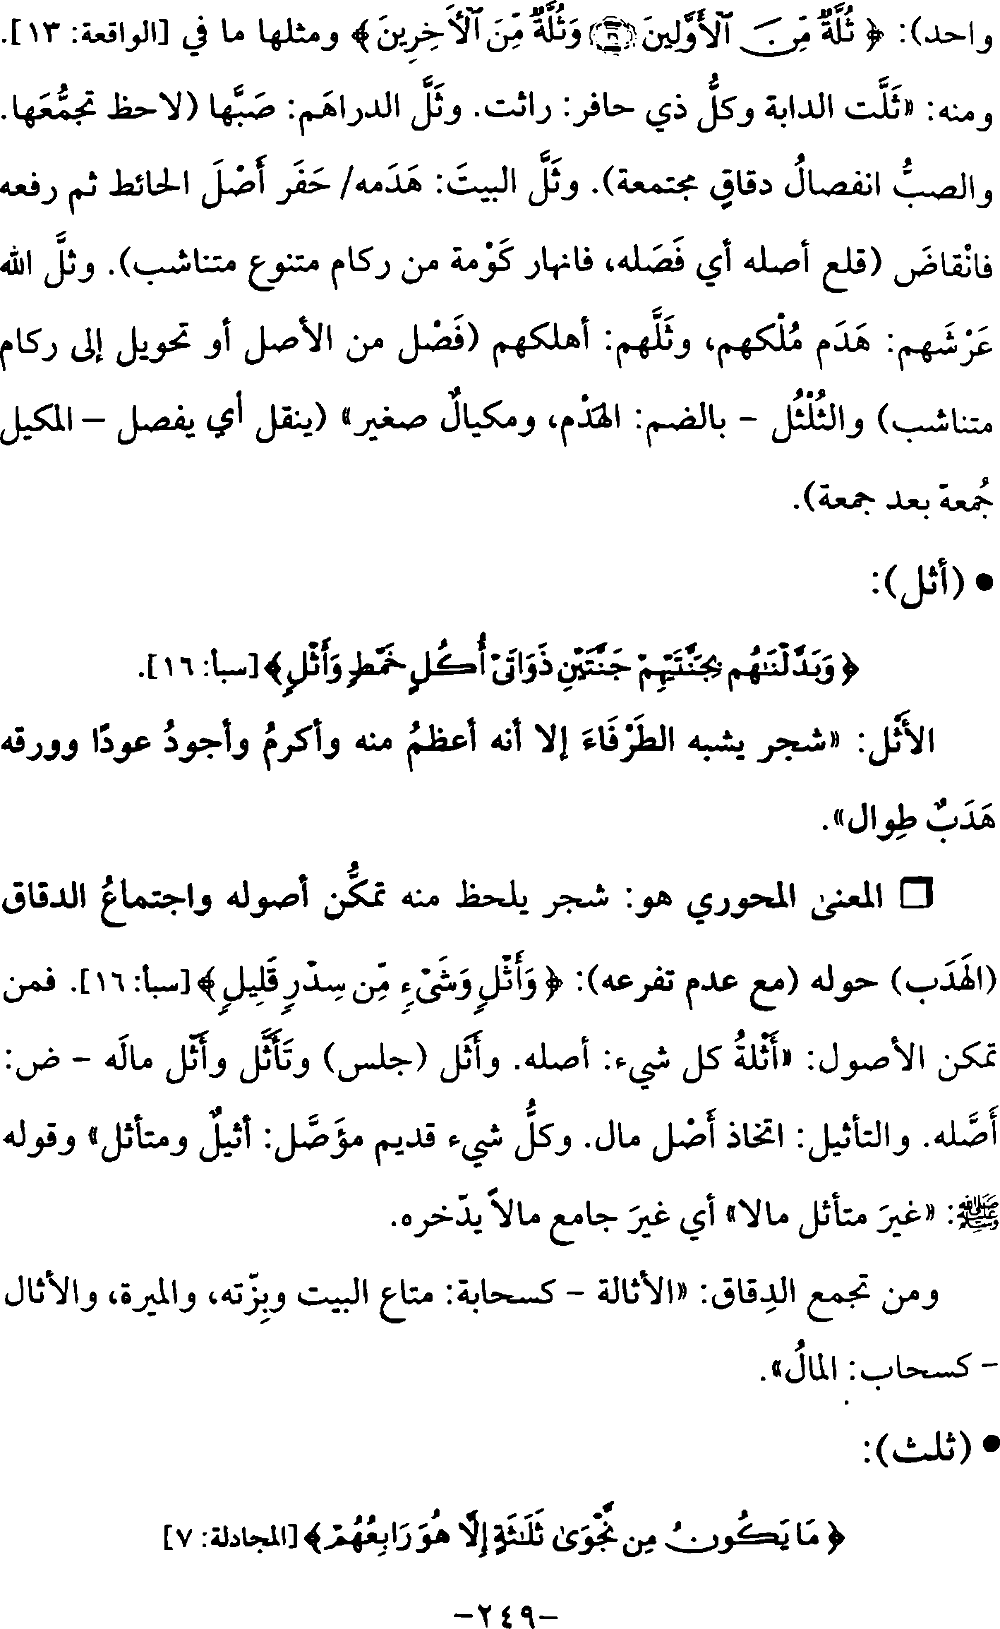 واحد): ﴿ ثُلَّةٌ مِّنَ ٱلْأَوَّلِينَ ۝٣٩ وَثُلَّةٌ مِّنَ ٱلْأَخِرِينَ ﴾ ومثلها ما في [الواقعة: ١٣].
ومنه: «ثَلَّت الدابة وكلُّ ذي حافر: راثت. وثَلَّ الدراهَم: صَبَّها (لاحظ تجمُّعَها.
والصبُّ انفصالُ دقاقٍ مجتمعة). وثَلَّ البيتَ: هَدَمه/ حَفَر أَصْلَ الحائط ثم رفعه
فانْقاضَ (قلع أصله أي فَصَله، فانهار كَوْمة من ركام متنوع متناشب). وثلَّ الله
عَرْشَهم: هَدَم مُلْكهم، وثَلَّهم: أهلكهم (فَصْل من الأصل أو تحويل إلى ركام
متناشب) والثُلْثُل - بالضم: الهَدْم، ومكيالٌ صغير» (ينقل أي يفصل – المكيل
جُمعة بعد جمعة).
• (أثل):
﴿ وَبَدَّلْنَـٰهُم بِجَنَّتَيْهِمْ جَنَّتَيْنِ ذَوَاتَىْ أُكُلٍ خَمْطٍ وَأَثْلٍ ﴾ [سبأ: ١٦].
الأَثْل: «شجر يشبه الطَرْفَاءَ إلا أنه أعظمُ منه وأكرمُ وأجودُ عودًا وورقه
هَدَبٌ طِوال».
❒ المعنىٰ المحوري هو: شجر يلحظ منه تمكُّن أصوله واجتماعُ الدقاق
(الهَدَب) حوله (مع عدم تفرعه): ﴿ وَأَثْلٍ وَشَىْءٍ مِّن سِدْرٍ قَلِيلٍ ﴾ [سبأ: ١٦]. فمن
تمكن الأصول: «أَثْلةُ كل شيء: أصله. وأَثَل (جلس) وتَأَثَّل وأَثّل مالَه - ض:
أَصَّله. والتأثيل: اتخاذ أَصْل مال. وكلُّ شيء قديم مؤَصَّل: أثيلٌ ومتأثل» وقوله
ﷺ: «غيرَ متأثل مالا» أي غيرَ جامع مالاً يدّخره.
ومن تجمع الدِقاق: «الأثالة - كسحابة: متاع البيت وبِزّته، والميرة، والأثال
- كسحاب: المالُ».
• (ثلث):
﴿ مَا يَكُونُ مِن نَّجْوَىٰ ثَلَـٰثَةٍ إِلَّا هُوَ رَابِعُهُمْ ﴾ [المجادلة: ٧]
-٢٤٩-